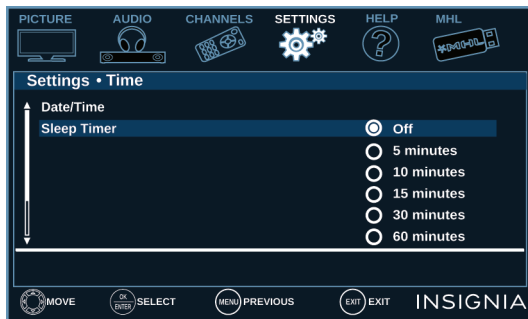 PICTURE AUDIO CHANNELS SETTINGS HELP MHL
MHL
Settings • Time
Date/Time
Sleep Timer Off
5 minutes
10 minutes
15 minutes
30 minutes
60 minutes
OK ENTER MOVE SELECT MENU PREVIOUS EXIT EXIT INSIGNIA